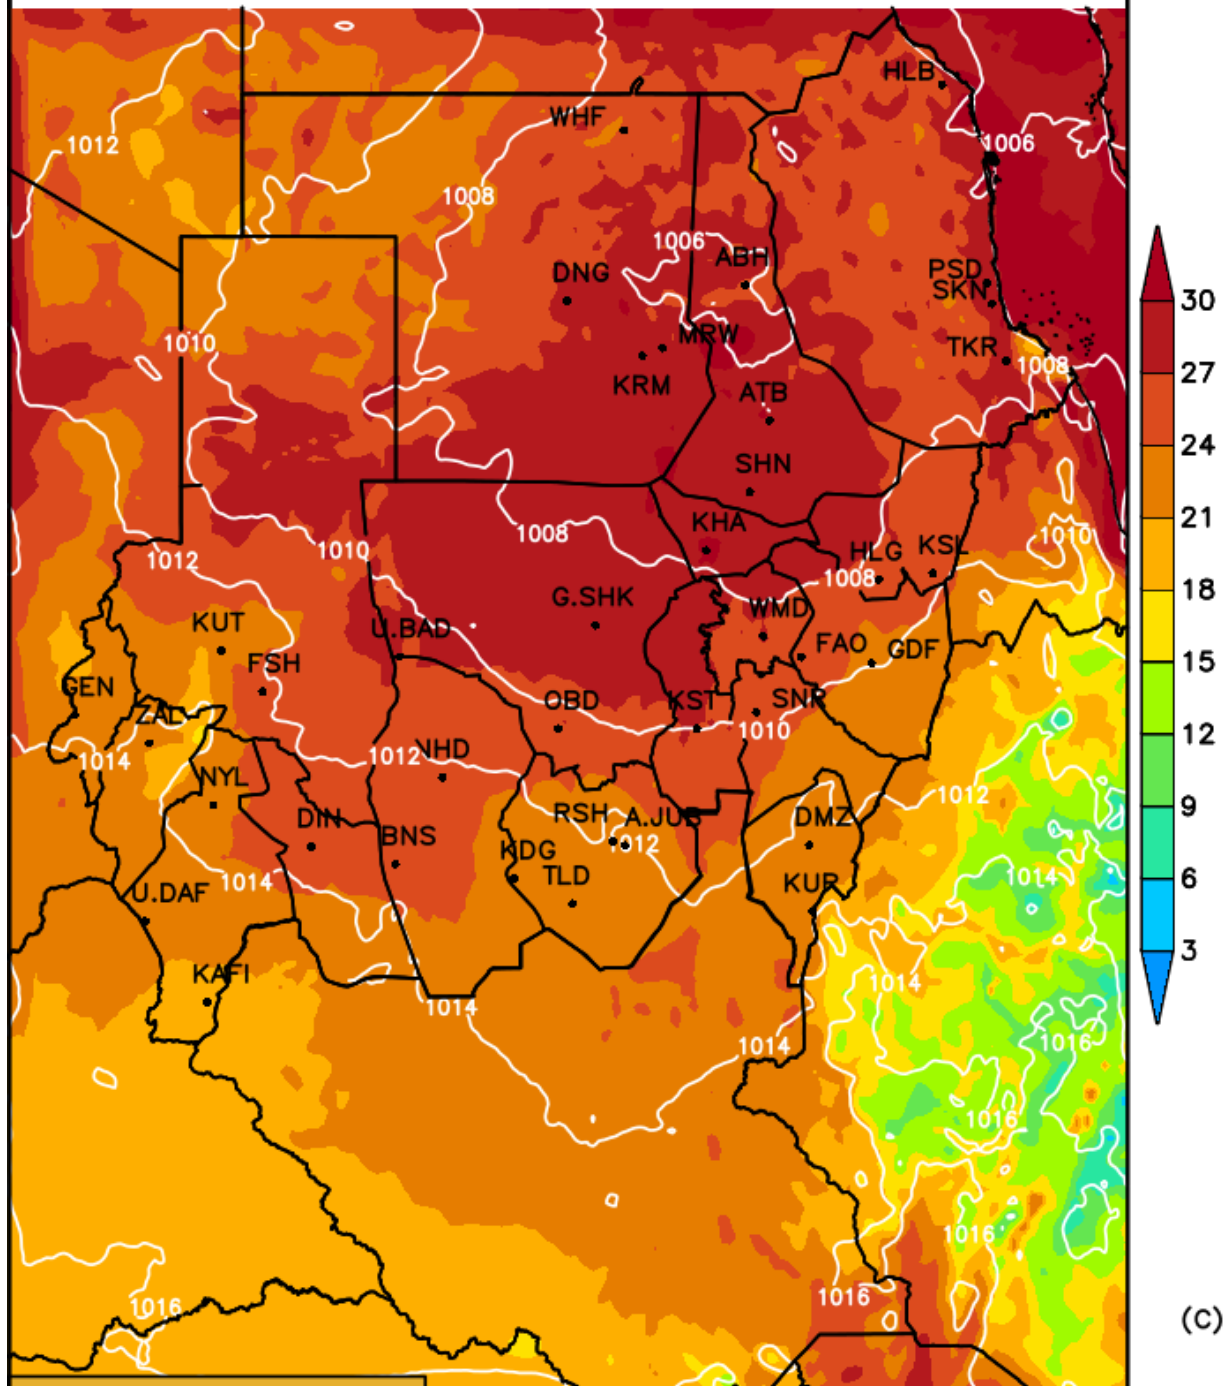 HLB
WHF
1012
1006
1008
1006
ABH
DNG
PSD
SKN
30
1010
MRW
TKR
1008
27
KRM
ATB
24
SHN
21
KHA
1008
1010
1010
1012
HLG
KSL
1008
18
G.SHK
WMD
KUT
U.BAD
FAO
GDF
15
FSH
GEN
OBD
KST
SNR
ZAL
1010
12
1014
1012
NHD
NYL
1012
9
DIN
RSH
A.JUB
DMZ
BNS
1012
KDG
TLD
1014
KUR
1014
6
U.DAF
3
KAFI
1014
1014
1014
1016
1016
1016
1016
1016
(C)